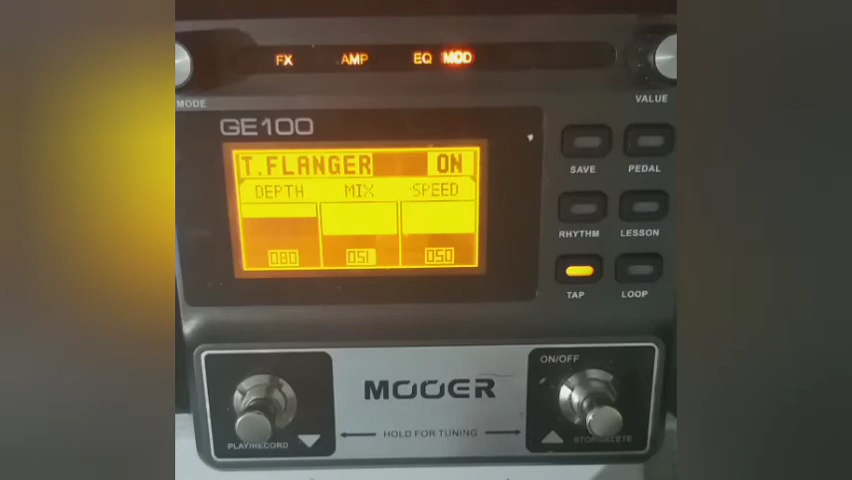 FX AMP EQ MOD
MODE VALUE
GE100
T.FLANGER ON
DEPTH MIX SPEED
080 051 050
SAVE PEDAL
RHYTHM LESSON
TAP LOOP
ON/OFF
MOOER
PLAY/RECORD HOLD FOR TUNING STOP/DELETE